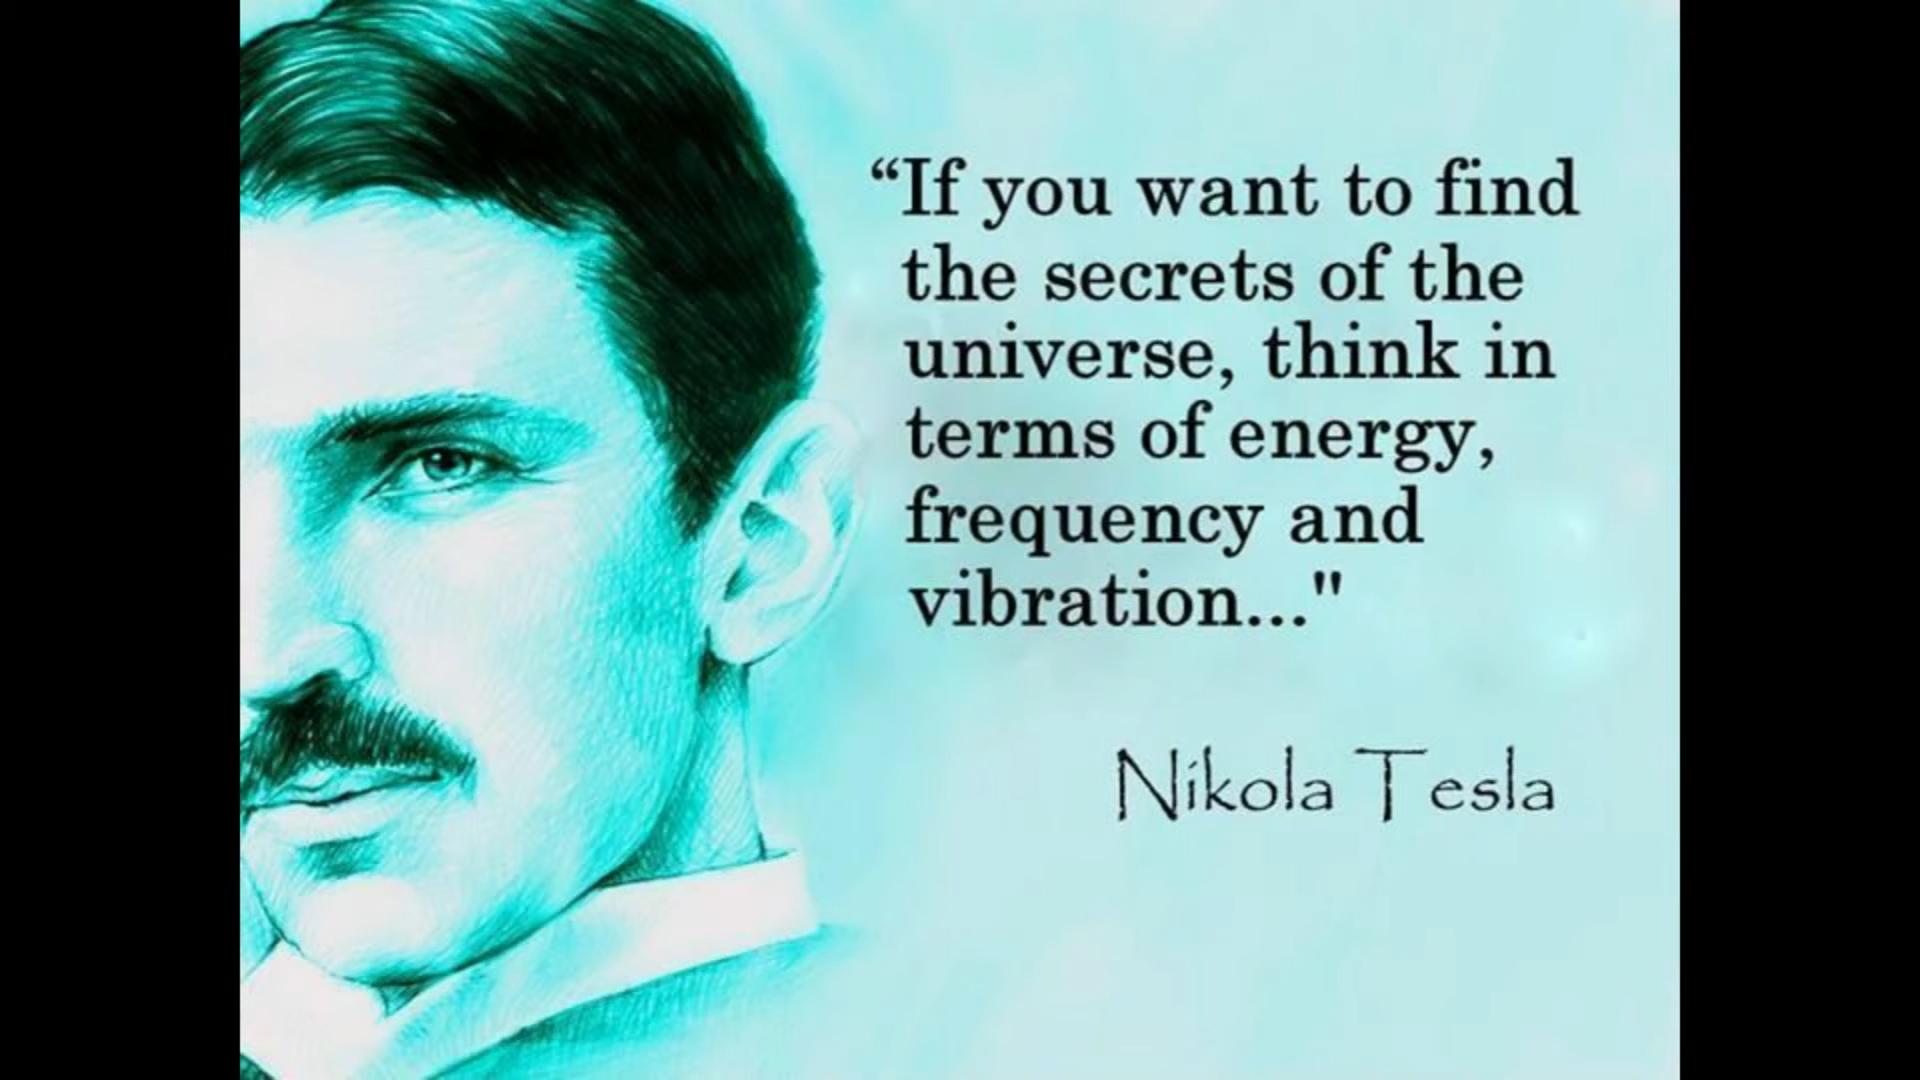 “If you want to find
the secrets of the
universe, think in
terms of energy,
frequency and
vibration..."
Nikola Tesla